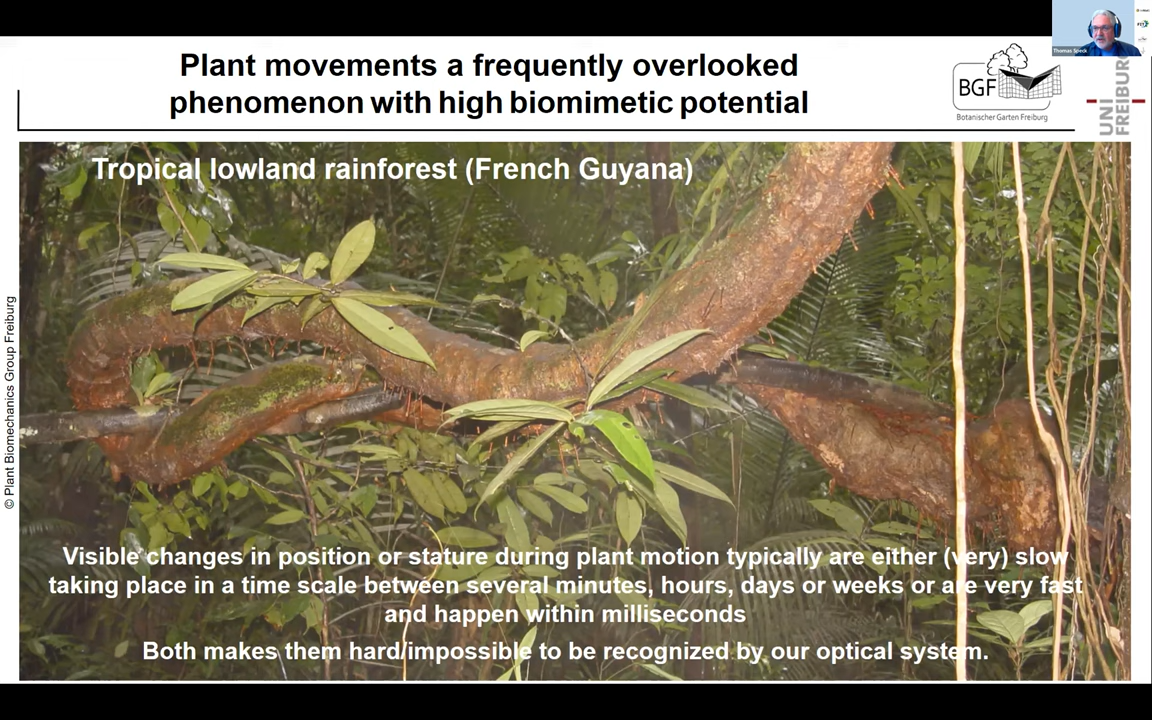 Thomas Speck
Plant movements a frequently overlooked
phenomenon with high biomimetic potential
BGF
Botanischer Garten Freiburg
UNI
FREIBURG
Tropical lowland rainforest (French Guyana)
© Plant Biomechanics Group Freiburg
Visible changes in position or stature during plant motion typically are either (very) slow
taking place in a time scale between several minutes, hours, days or weeks or are very fast
and happen within milliseconds
Both makes them hard/impossible to be recognized by our optical system.